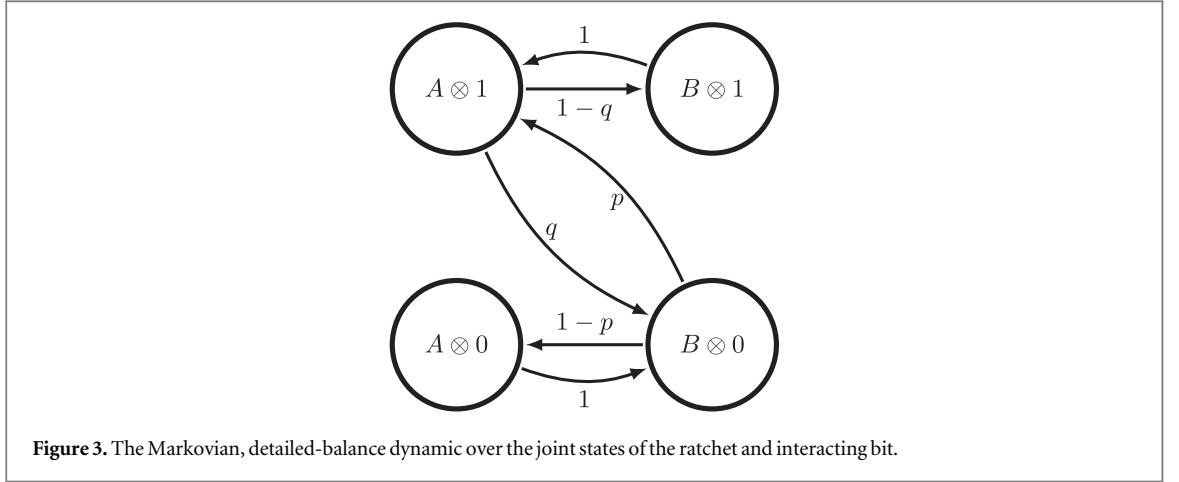 1
A ⊗ 1
B ⊗ 1
1 − q
p
q
1 − p
A ⊗ 0
B ⊗ 0
1
Figure 3. The Markovian, detailed-balance dynamic over the joint states of the ratchet and interacting bit.